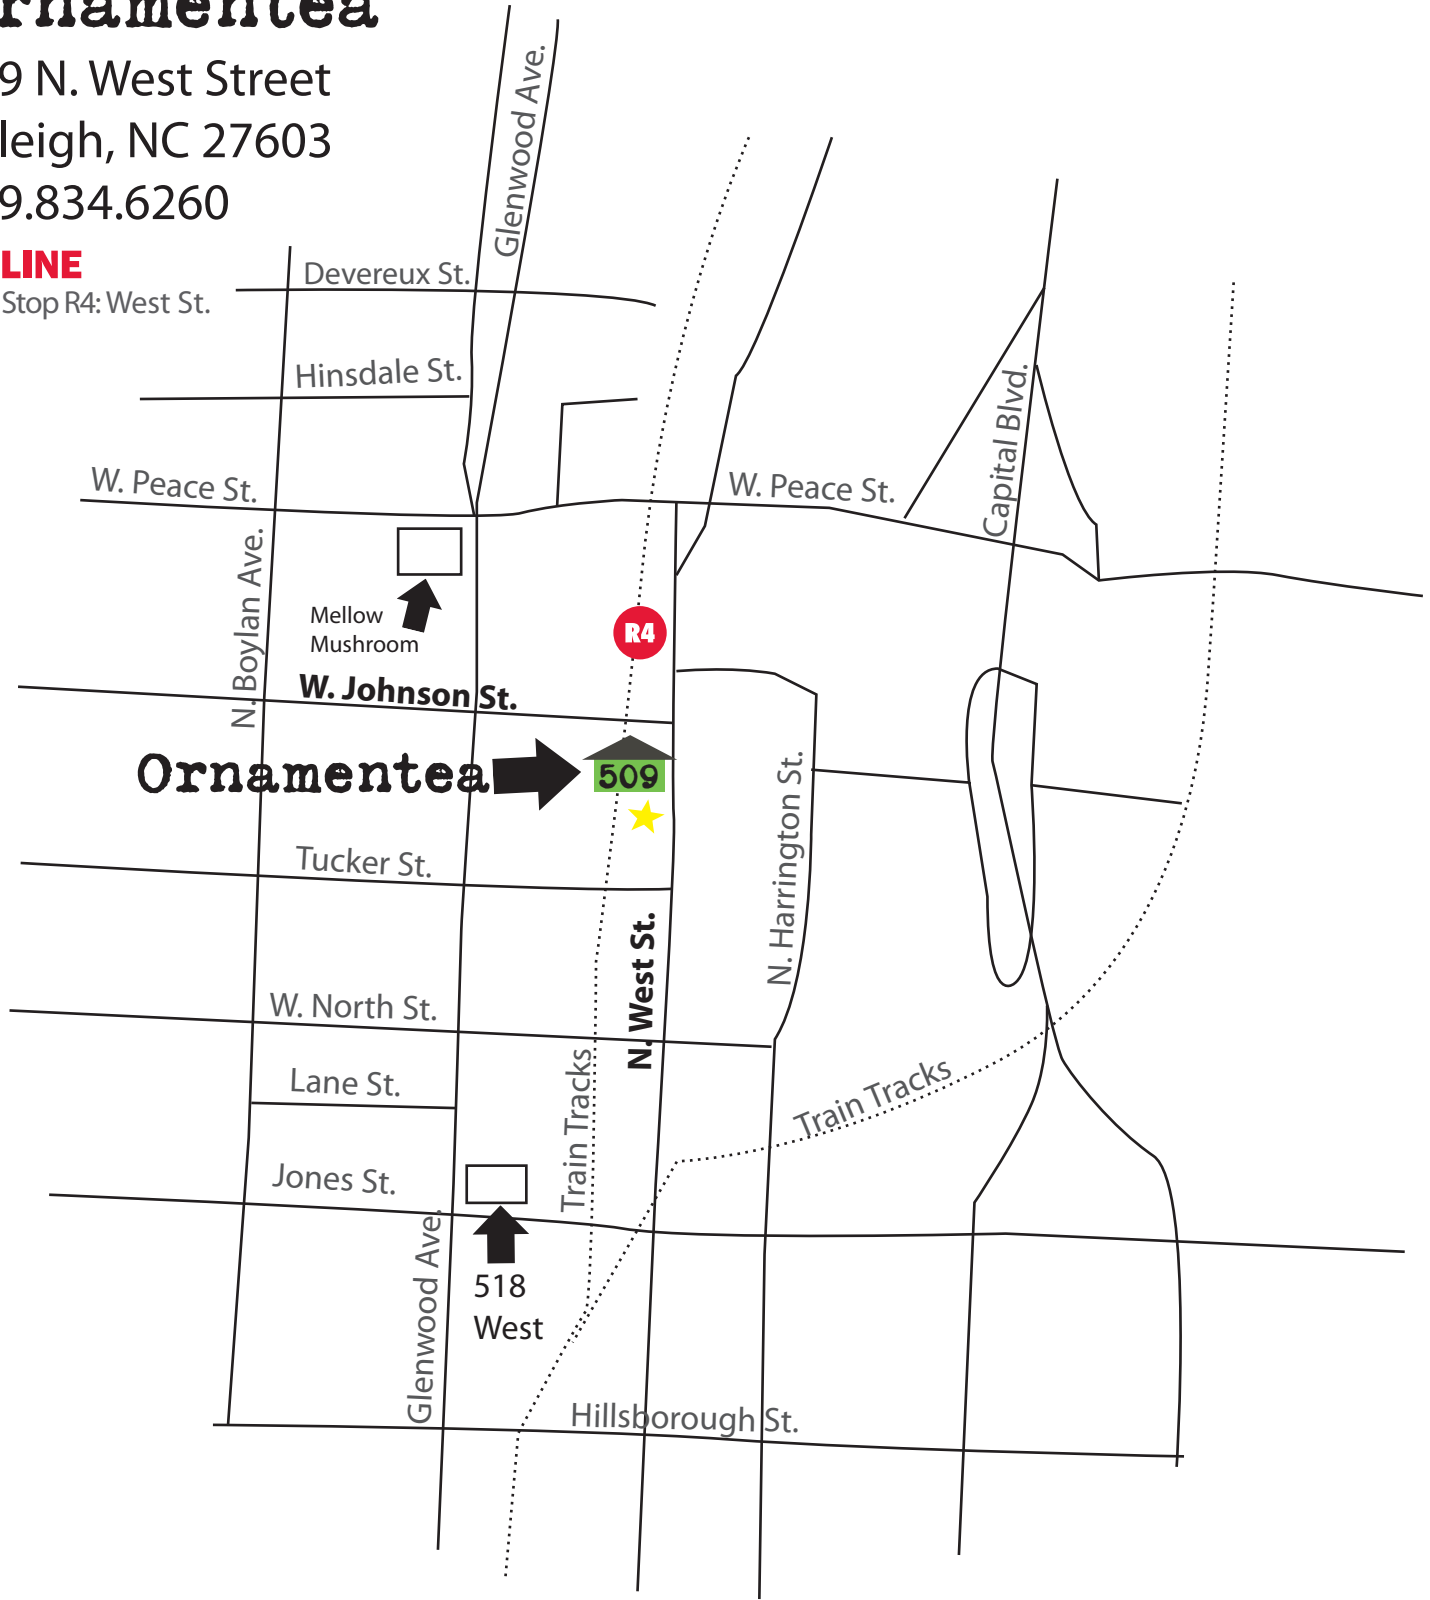 rnamentea
9 N. West Street
leigh, NC 27603
9.834.6260
LINE
Stop R4: West St.
Glenwood Ave.
Devereux St.
Hinsdale St.
W. Peace St.
W. Peace St.
Capital Blvd.
N. Boylan Ave.
Mellow
Mushroom
R4
W. Johnson St.
Ornamentea
509
N. Harrington St.
Tucker St.
N. West St.
W. North St.
Lane St.
Train Tracks
Train Tracks
Jones St.
Glenwood Ave.
518
West
Hillsborough St.